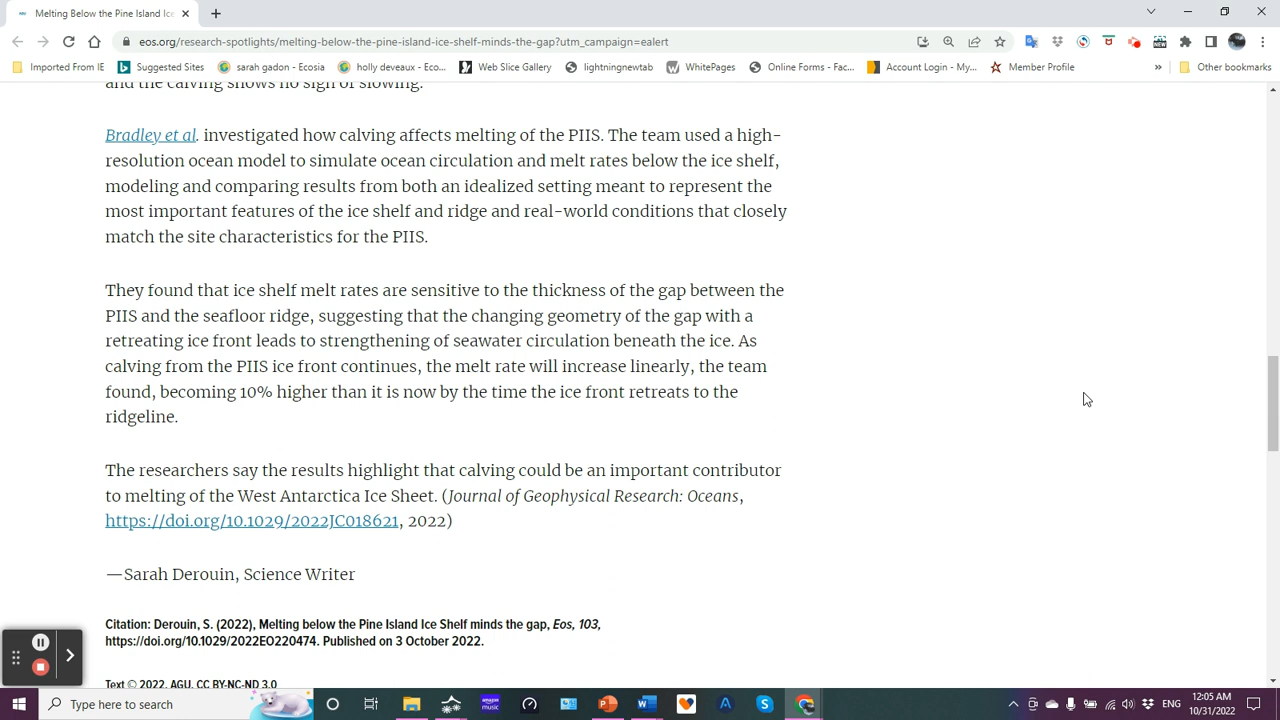 Melting Below the Pine Island Ice
eos.org/research-spotlights/melting-below-the-pine-island-ice-shelf-minds-the-gap?utm_campaign=ealert
Imported From IE
Suggested Sites
sarah gadon - Ecosia
holly deveaux - Eco...
Web Slice Gallery
lightningnewtab
WhitePages
Online Forms - Fac...
Account Login - My...
Member Profile
»
Other bookmarks
and the calving shows no sign of slowing.
Bradley et al. investigated how calving affects melting of the PIIS. The team used a high-
resolution ocean model to simulate ocean circulation and melt rates below the ice shelf,
modeling and comparing results from both an idealized setting meant to represent the
most important features of the ice shelf and ridge and real-world conditions that closely
match the site characteristics for the PIIS.
They found that ice shelf melt rates are sensitive to the thickness of the gap between the
PIIS and the seafloor ridge, suggesting that the changing geometry of the gap with a
retreating ice front leads to strengthening of seawater circulation beneath the ice. As
calving from the PIIS ice front continues, the melt rate will increase linearly, the team
found, becoming 10% higher than it is now by the time the ice front retreats to the
ridgeline.
The researchers say the results highlight that calving could be an important contributor
to melting of the West Antarctica Ice Sheet. (Journal of Geophysical Research: Oceans,
https://doi.org/10.1029/2022JC018621, 2022)
—Sarah Derouin, Science Writer
Citation: Derouin, S. (2022), Melting below the Pine Island Ice Shelf minds the gap, Eos, 103,
https://doi.org/10.1029/2022EO220474. Published on 3 October 2022.
Text © 2022. AGU. CC BY-NC-ND 3.0
Type here to search
amazon music
ENG
12:05 AM
10/31/2022